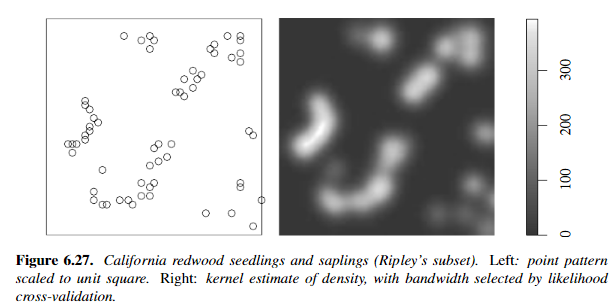 0 100 200 300
Figure 6.27. California redwood seedlings and saplings (Ripley's subset). Left: point pattern
scaled to unit square. Right: kernel estimate of density, with bandwidth selected by likelihood
cross-validation.